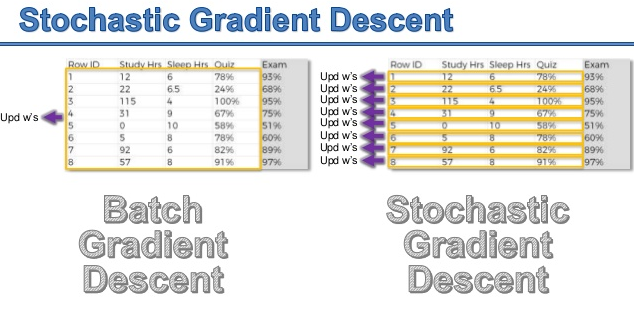 Stochastic Gradient Descent
Row ID Study Hrs Sleep Hrs Quiz Exam
1 12 6 78% 93%
2 22 6.5 24% 68%
3 115 4 100% 95%
4 31 9 67% 75%
5 0 10 58% 51%
6 5 8 78% 60%
7 92 6 82% 89%
8 57 8 91% 97%
Upd w's
Batch
Gradient
Descent
Row ID Study Hrs Sleep Hrs Quiz Exam
Upd w's 1 12 6 78% 93%
Upd w's 2 22 6.5 24% 68%
Upd w's 3 115 4 100% 95%
Upd w's 4 31 9 67% 75%
Upd w's 5 0 10 58% 51%
Upd w's 6 5 8 78% 60%
Upd w's 7 92 6 82% 89%
Upd w's 8 57 8 91% 97%
Stochastic
Gradient
Descent